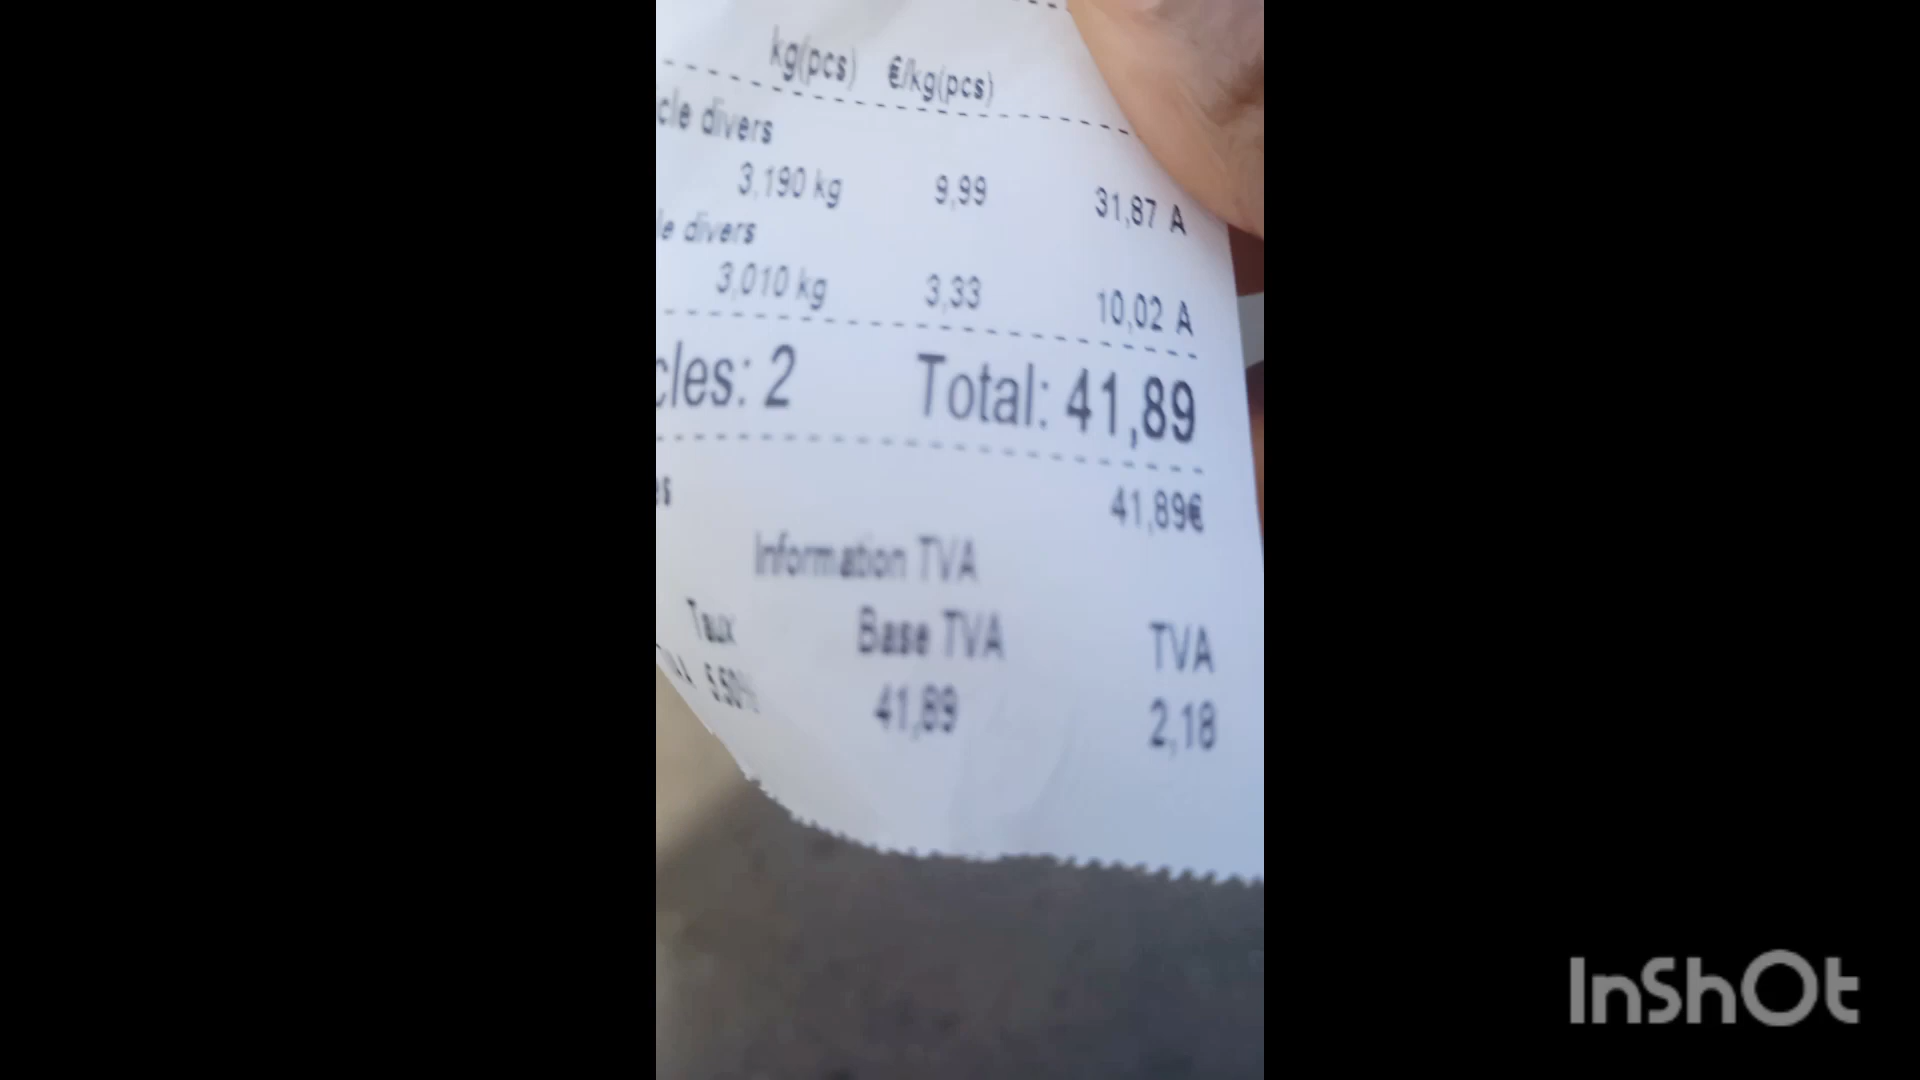 kg(pcs) €/kg(pcs)
cle divers
3,190 kg 9,99 31,87 A
le divers
3,010 kg 3,33 10,02 A
cles: 2 Total: 41,89
es 41,89€
Information TVA
Taux Base TVA TVA
5.50% 41,89 2,18
InShOt